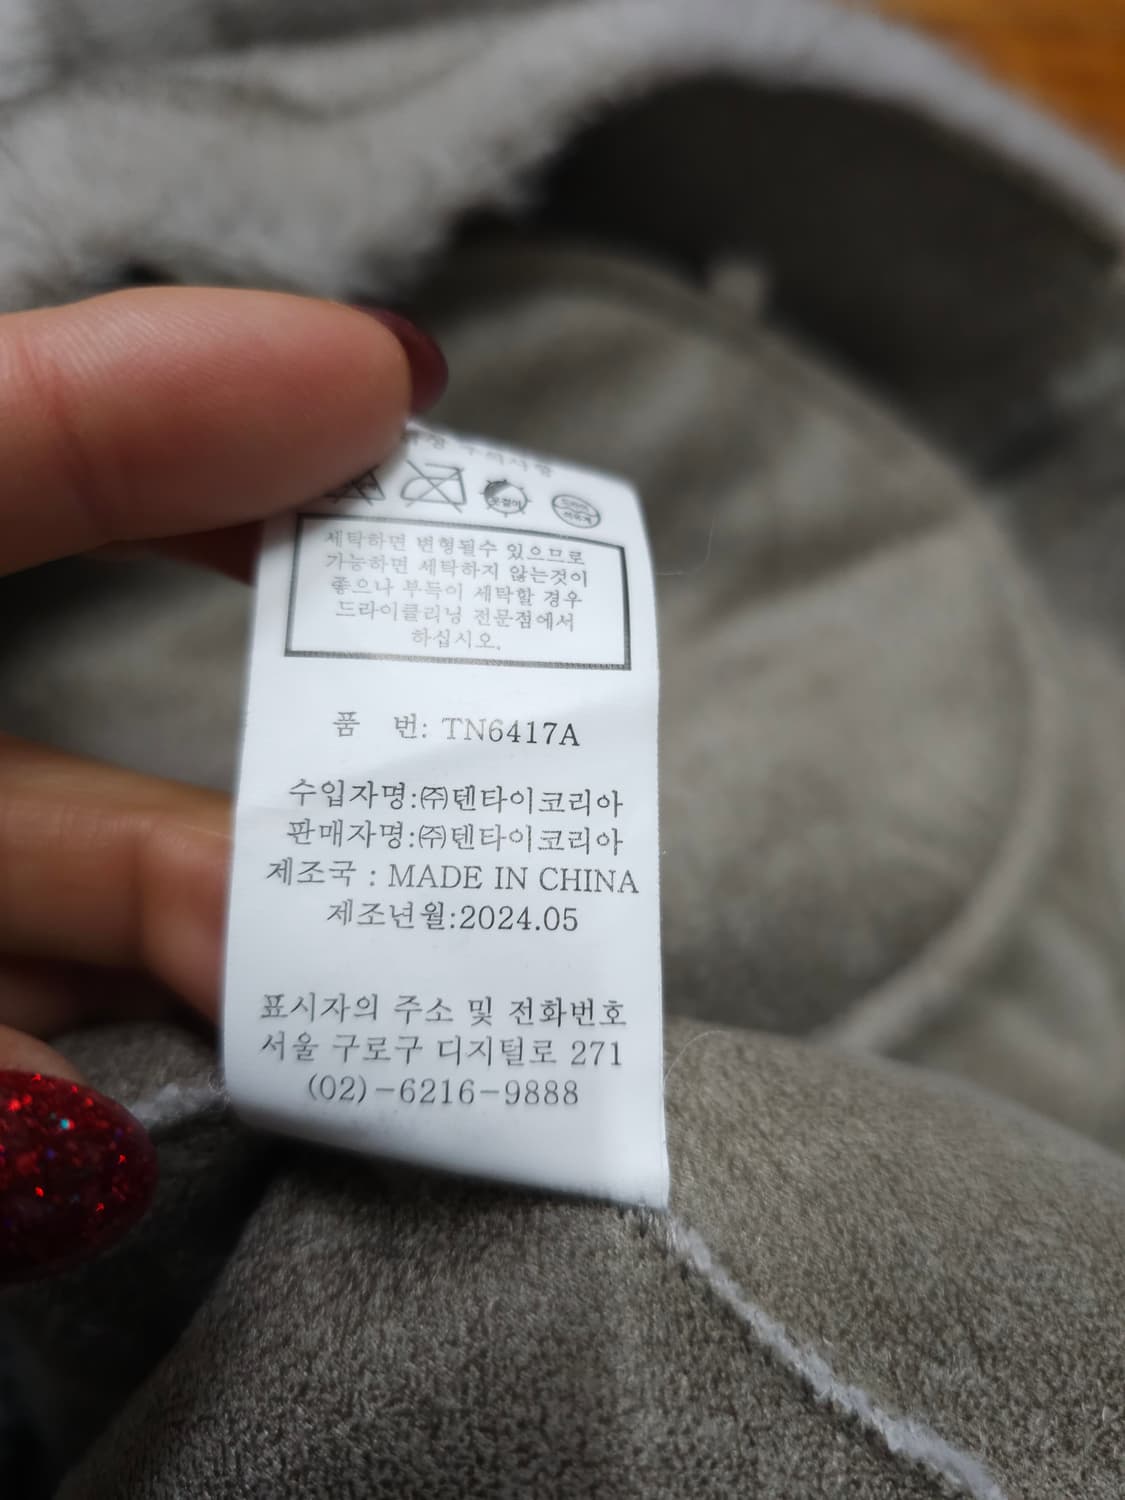 세탁하면 변형될수 있으므로
가능하면 세탁하지 않는것이
좋으나 부득이 세탁할 경우
드라이클리닝 전문점에서
하십시오.
품 번: TN6417A
수입자명:㈜텐타이코리아
판매자명:㈜텐타이코리아
제조국 : MADE IN CHINA
제조년월:2024.05
표시자의 주소 및 전화번호
서울 구로구 디지털로 271
(02)-6216-9888